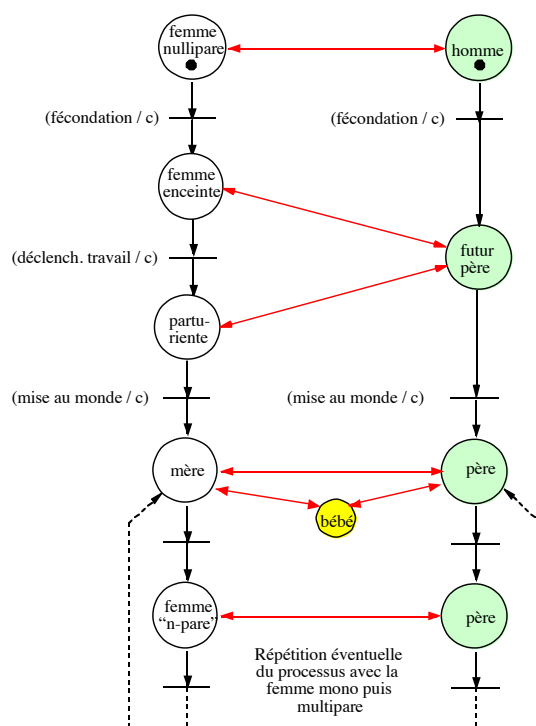 femme
nullipare
homme
(fécondation / c)
(fécondation / c)
femme
enceinte
futur
père
(déclench. travail / c)
partu-
riente
(mise au monde / c)
(mise au monde / c)
mère
père
bébé
femme
“n-pare”
père
Répétition éventuelle
du processus avec la
femme mono puis
multipare